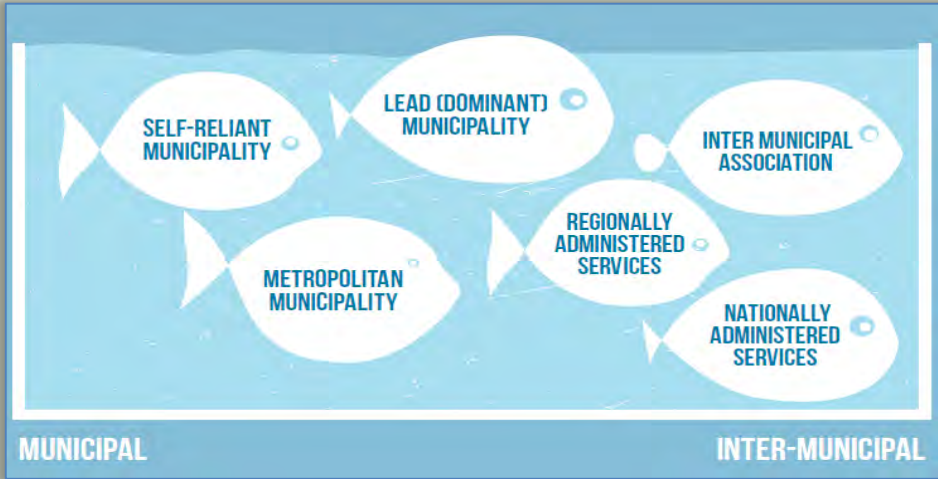 SELF-RELIANT
MUNICIPALITY
LEAD (DOMINANT)
MUNICIPALITY
INTER MUNICIPAL
ASSOCIATION
METROPOLITAN
MUNICIPALITY
REGIONALLY
ADMINISTERED
SERVICES
NATIONALLY
ADMINISTERED
SERVICES
MUNICIPAL
INTER-MUNICIPAL